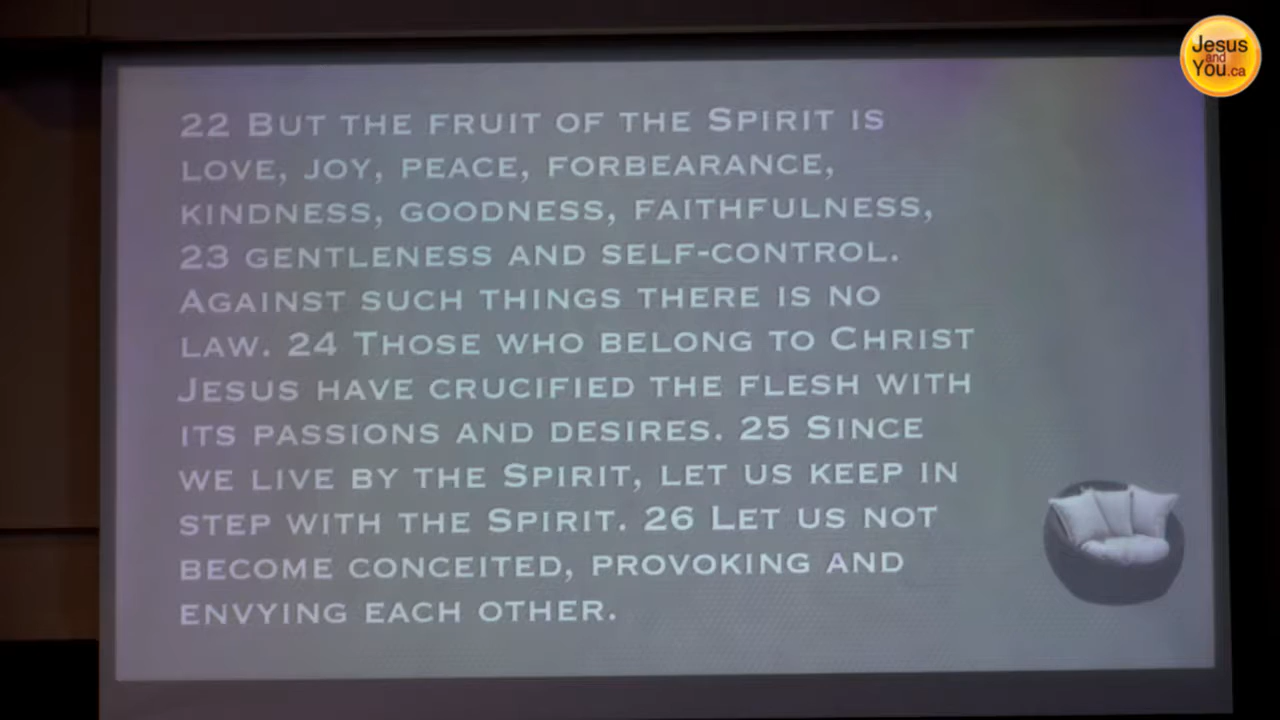 Jesus
and
You.ca
22 But the fruit of the Spirit is
love, joy, peace, forbearance,
kindness, goodness, faithfulness,
23 gentleness and self-control.
Against such things there is no
law. 24 Those who belong to Christ
Jesus have crucified the flesh with
its passions and desires. 25 Since
we live by the Spirit, let us keep in
step with the Spirit. 26 Let us not
become conceited, provoking and
envying each other.